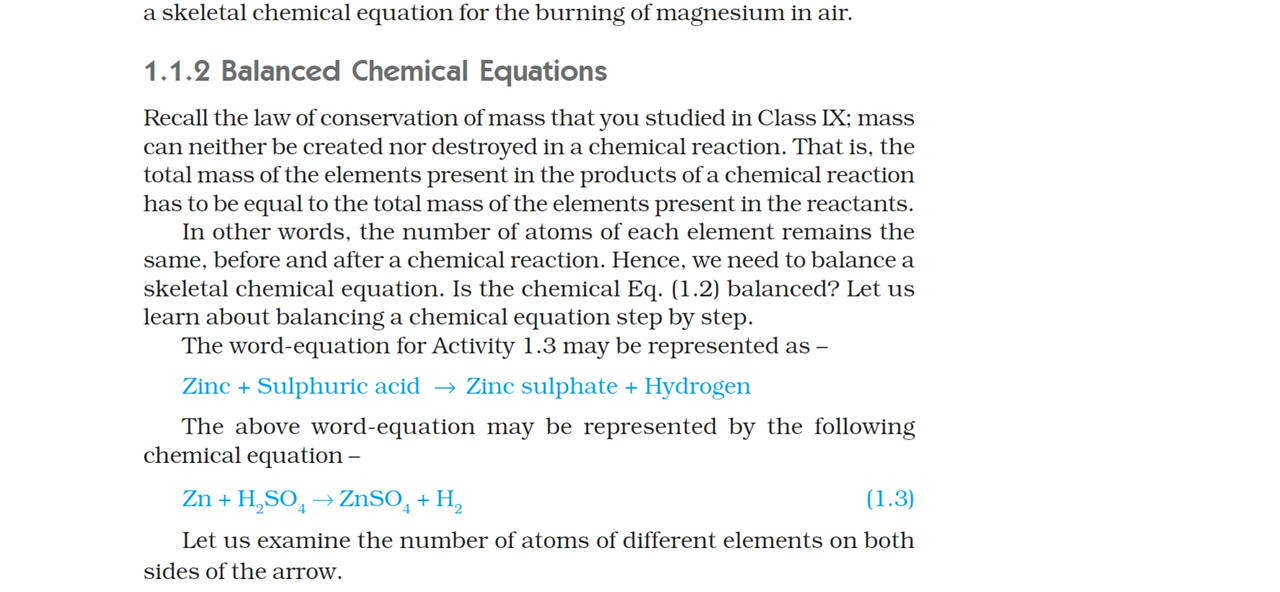 a skeletal chemical equation for the burning of magnesium in air.
1.1.2 Balanced Chemical Equations
Recall the law of conservation of mass that you studied in Class IX; mass
can neither be created nor destroyed in a chemical reaction. That is, the
total mass of the elements present in the products of a chemical reaction
has to be equal to the total mass of the elements present in the reactants.
In other words, the number of atoms of each element remains the
same, before and after a chemical reaction. Hence, we need to balance a
skeletal chemical equation. Is the chemical Eq. (1.2) balanced? Let us
learn about balancing a chemical equation step by step.
The word-equation for Activity 1.3 may be represented as –
Zinc + Sulphuric acid → Zinc sulphate + Hydrogen
The above word-equation may be represented by the following
chemical equation –
Zn + H₂SO₄ → ZnSO₄ + H₂ (1.3)
Let us examine the number of atoms of different elements on both
sides of the arrow.